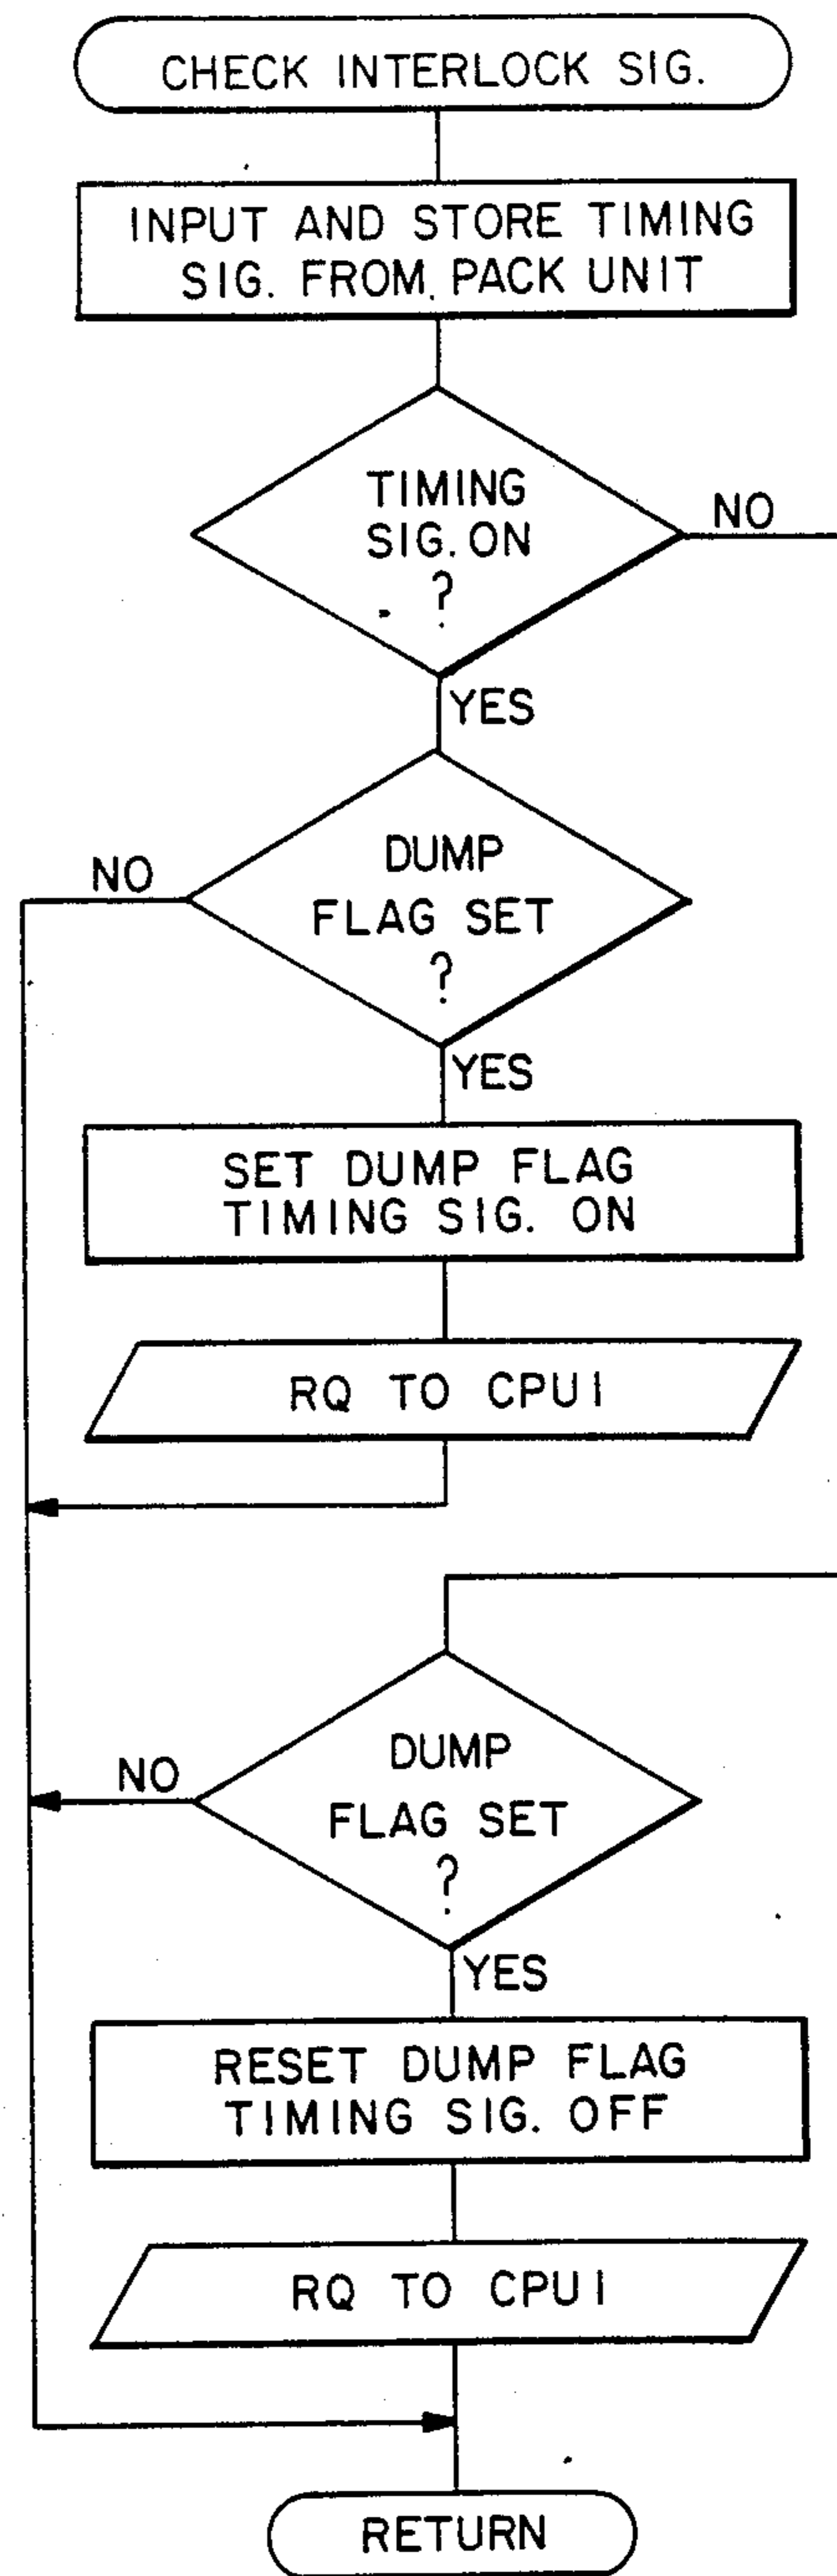 CHECK INTERLOCK SIG.
INPUT AND STORE TIMING
SIG. FROM PACK UNIT
TIMING
SIG. ON
?
NO
YES
DUMP
FLAG SET
?
NO
YES
SET DUMP FLAG
TIMING SIG. ON
RQ TO CPU1
DUMP
FLAG SET
?
NO
YES
RESET DUMP FLAG
TIMING SIG. OFF
RQ TO CPU1
RETURN